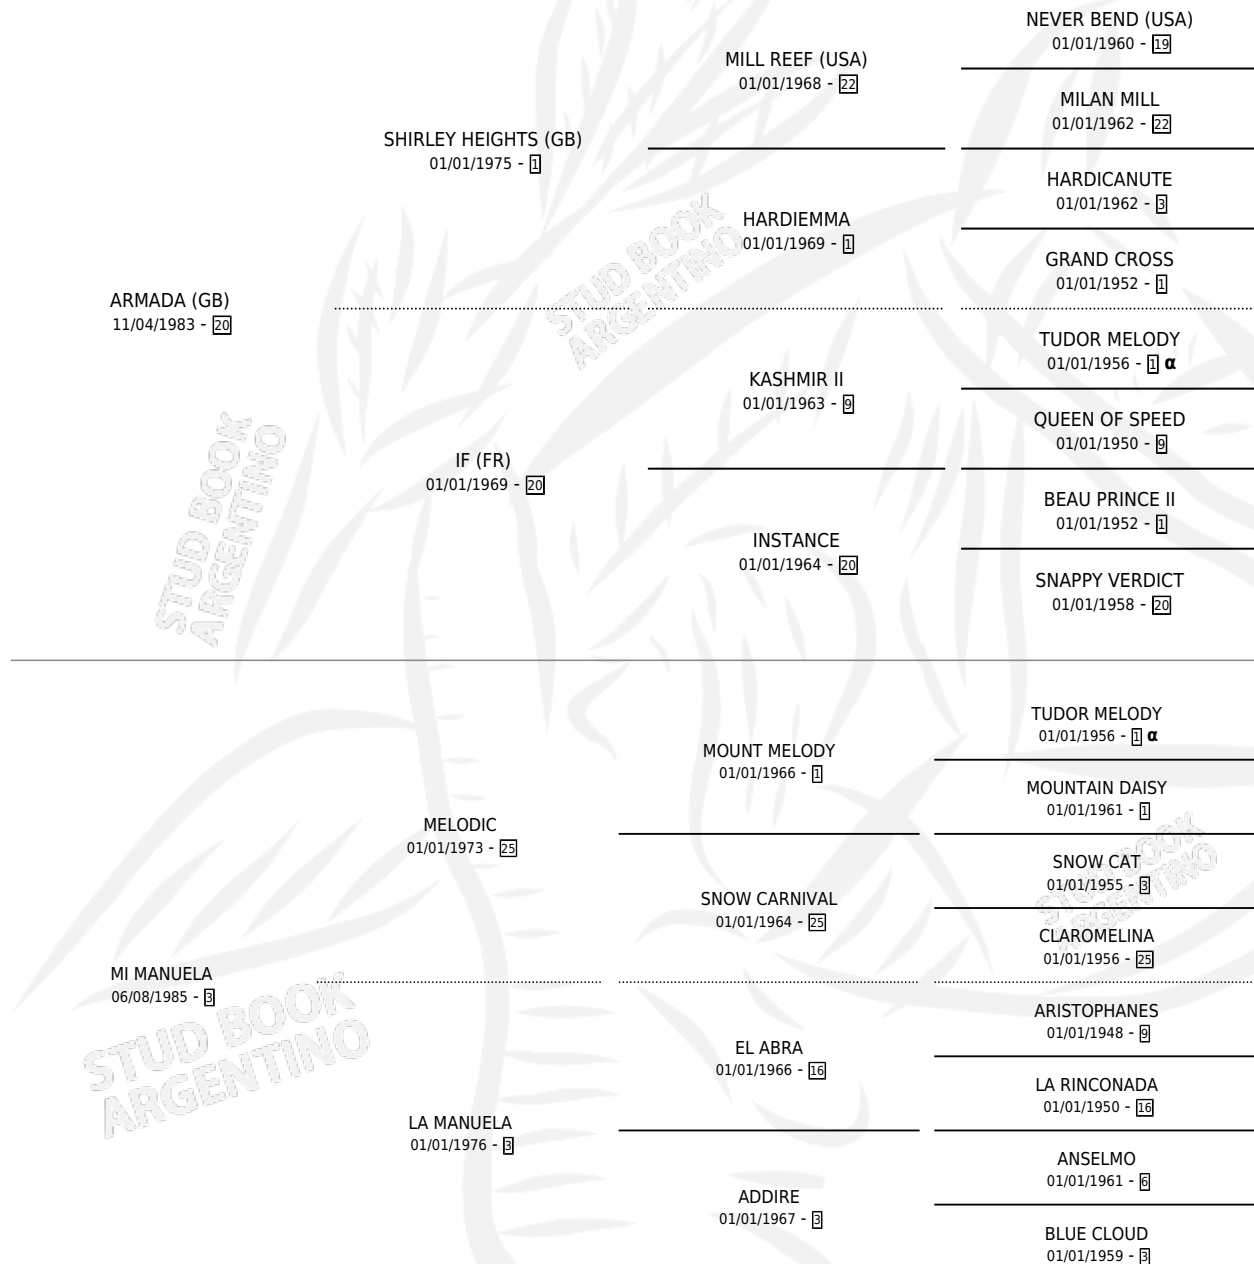 NEVER BEND (USA)
01/01/1960 - 19
MILL REEF (USA)
01/01/1968 - 22
MILAN MILL
01/01/1962 - 22
SHIRLEY HEIGHTS (GB)
01/01/1975 - 1
HARDICANUTE
01/01/1962 - 3
HARDIEMMA
01/01/1969 - 1
GRAND CROSS
01/01/1952 - 1
ARMADA (GB)
11/04/1983 - 20
TUDOR MELODY
01/01/1956 - 1 α
KASHMIR II
01/01/1963 - 9
QUEEN OF SPEED
01/01/1950 - 9
IF (FR)
01/01/1969 - 20
BEAU PRINCE II
01/01/1952 - 1
INSTANCE
01/01/1964 - 20
SNAPPY VERDICT
01/01/1958 - 20
TUDOR MELODY
01/01/1956 - 1 α
MOUNT MELODY
01/01/1966 - 1
MOUNTAIN DAISY
01/01/1961 - 1
MELODIC
01/01/1973 - 25
SNOW CAT
01/01/1955 - 3
SNOW CARNIVAL
01/01/1964 - 25
CLAROMELINA
01/01/1956 - 25
MI MANUELA
06/08/1985 - 3
ARISTOPHANES
01/01/1948 - 9
EL ABRA
01/01/1966 - 16
LA RINCONADA
01/01/1950 - 16
LA MANUELA
01/01/1976 - 3
ANSELMO
01/01/1961 - 6
ADDIRE
01/01/1967 - 3
BLUE CLOUD
01/01/1959 - 3
STUD BOOK
ARGENTINO
STUD BOOK
ARGENTINO
STUD BOOK
ARGENTINO
STUD BOOK
ARGENTINO